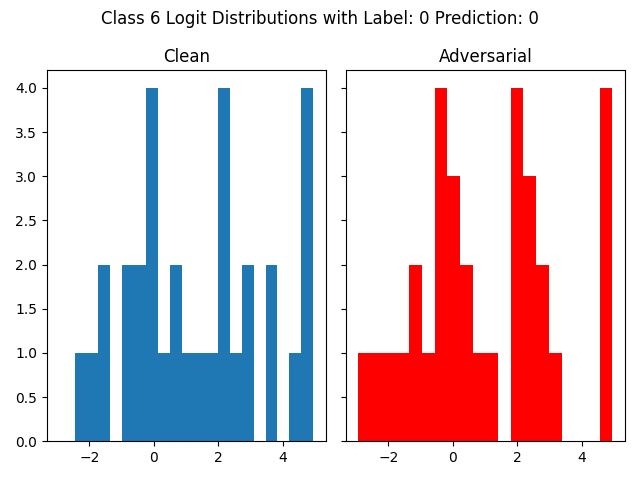 Class 6 Logit Distributions with Label: 0 Prediction: 0
Clean
Adversarial
4.0
3.5
3.0
2.5
2.0
1.5
1.0
0.5
0.0
−2 0 2 4
−2 0 2 4